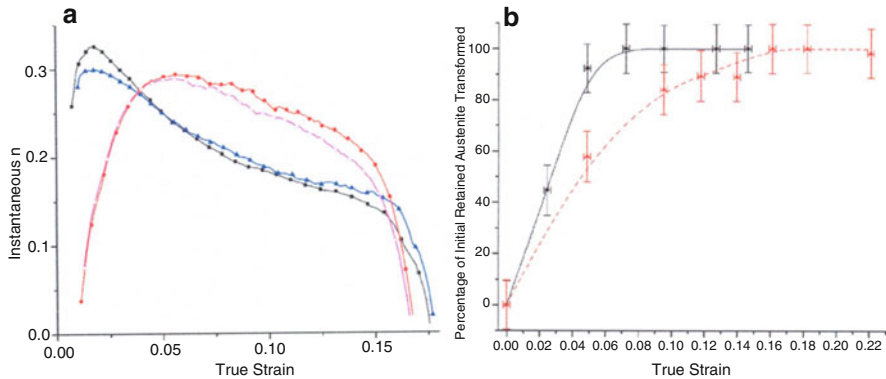 a
Instantaneous n
0.3
0.2
0.1
0.0
0.00
0.05
0.10
0.15
True Strain
b
Percentage of Initial Retained Austenite Transformed
100
80
60
40
20
0
0.00 0.02 0.04 0.06 0.08 0.10 0.12 0.14 0.16 0.18 0.20 0.22
True Strain